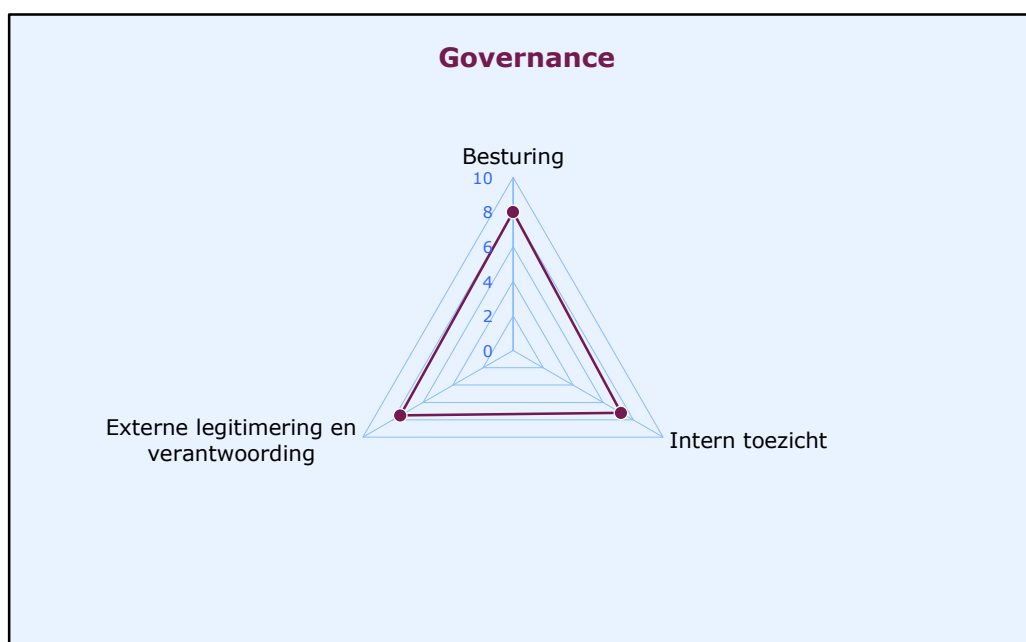 Governance
Besturing
10
8
6
4
2
0
Externe legitimering en
verantwoording
Intern toezicht